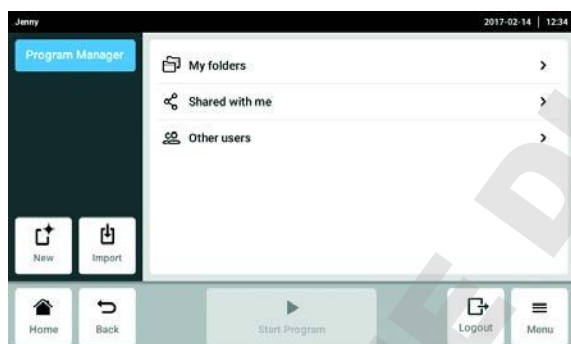 Jenny 2017-02-14 | 12:34
Program Manager
My folders
Shared with me
Other users
New Import
Home Back Start Program Logout Menu